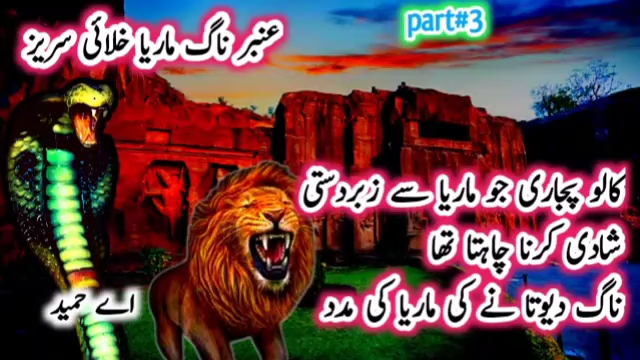 part#3
عنبر ناگ ماریا خلائی سریز
کالو پجاری جو ماریا سے زبردستی
شادی کرنا چاہتا تھا
ناگ دیوتا نے کی ماریا کی مدد
اے حمید